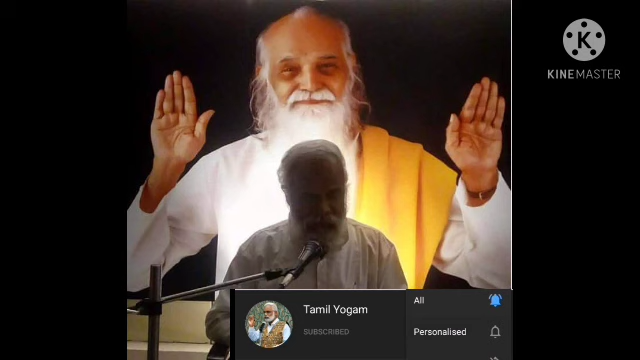 K
KINEMASTER
Tamil Yogam
SUBSCRIBED
All
Personalised